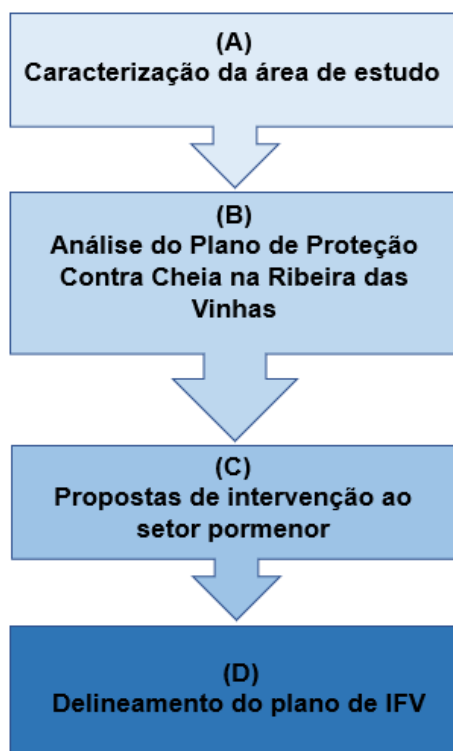 (A)
Caracterização da área de estudo
(B)
Análise do Plano de Proteção
Contra Cheia na Ribeira das
Vinhas
(C)
Propostas de intervenção ao
setor pormenor
(D)
Delineamento do plano de IFV